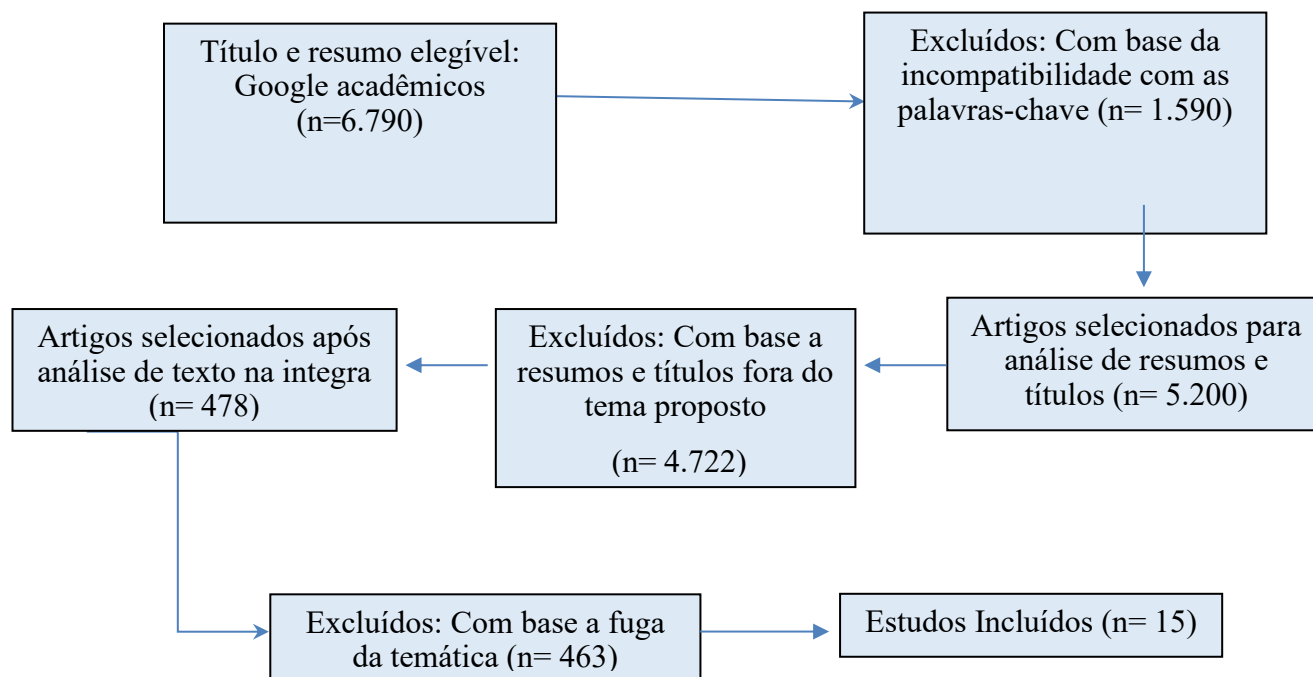 Título e resumo elegível:
Google acadêmicos
(n=6.790)
Excluídos: Com base da
incompatibilidade com as
palavras-chave (n= 1.590)
Artigos selecionados para
análise de resumos e
títulos (n= 5.200)
Excluídos: Com base a
resumos e títulos fora do
tema proposto
(n= 4.722)
Artigos selecionados após
análise de texto na integra
(n= 478)
Excluídos: Com base a fuga
da temática (n= 463)
Estudos Incluídos (n= 15)